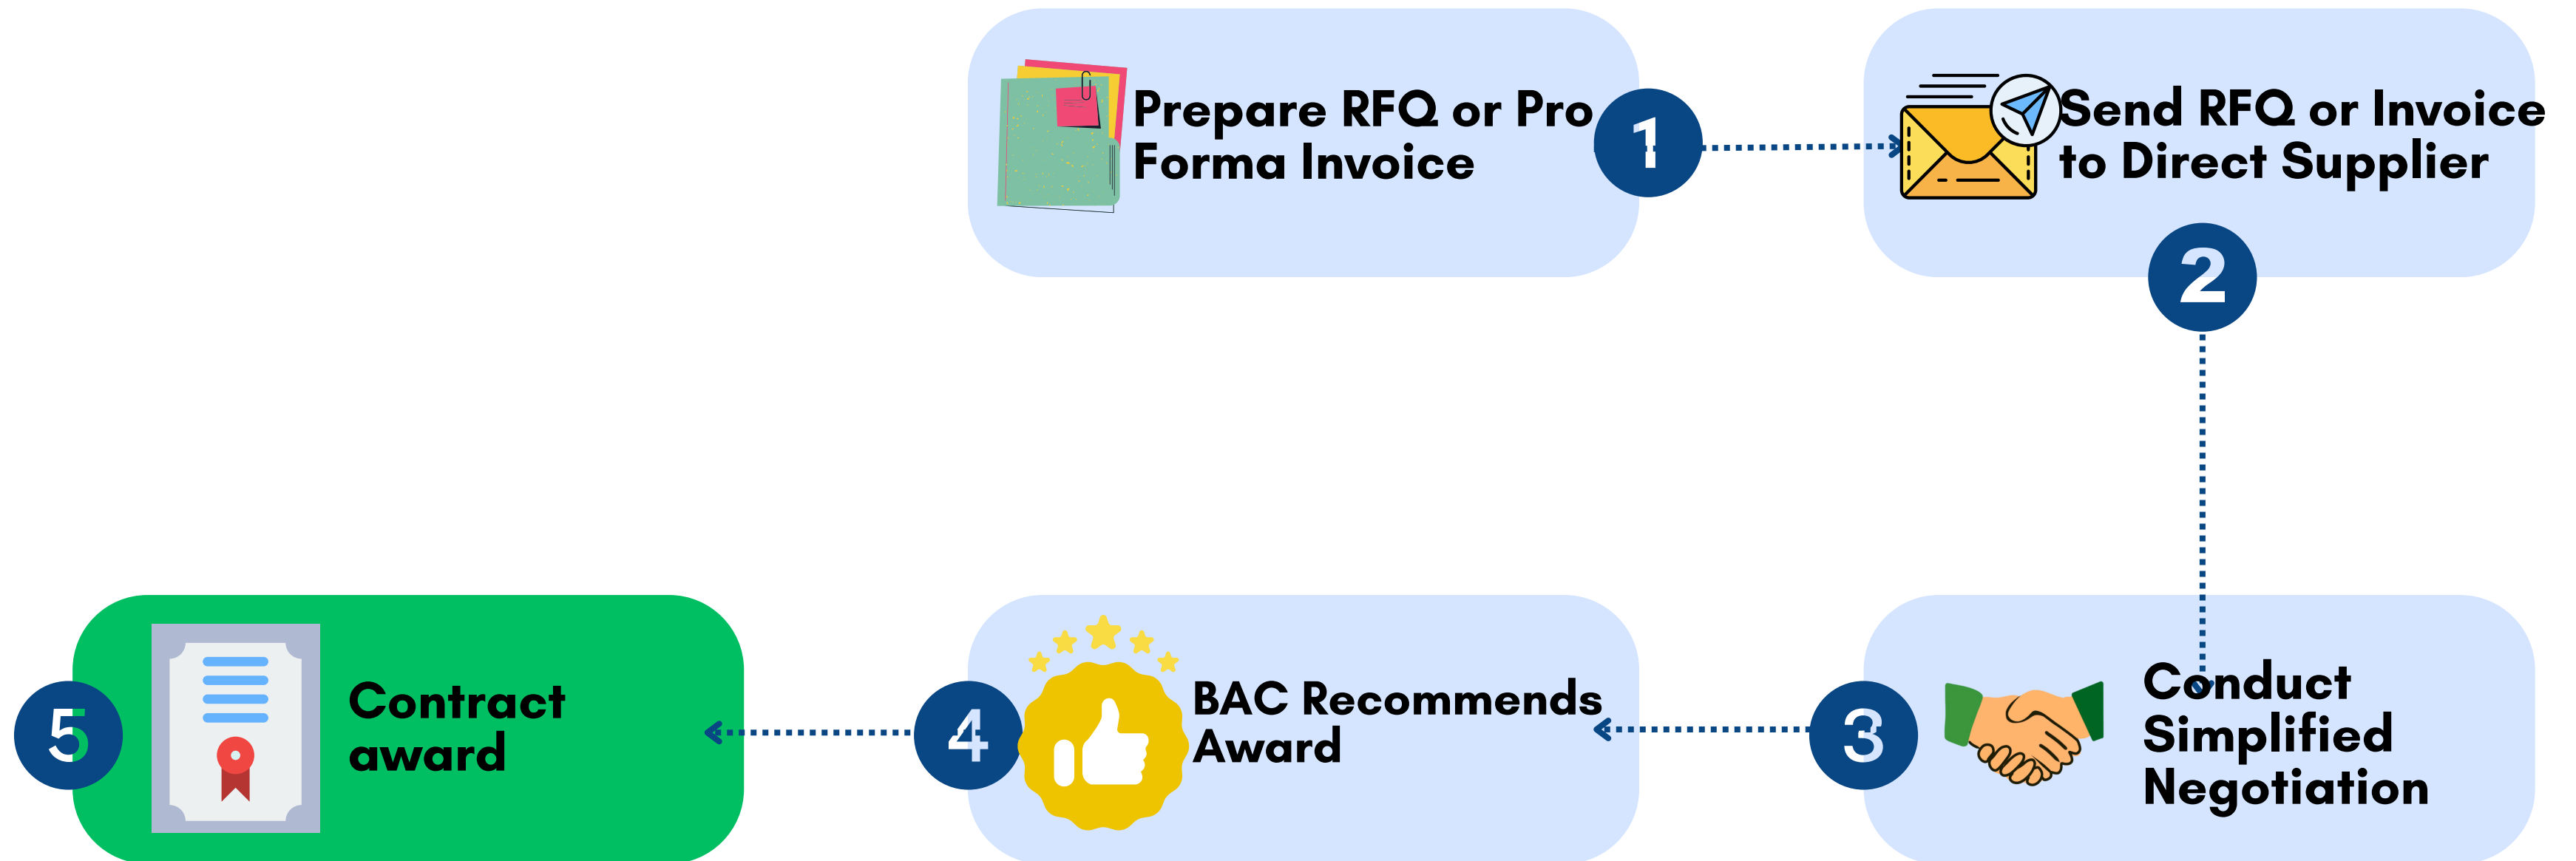 Prepare RFQ or Pro
Forma Invoice
1
Send RFQ or Invoice
to Direct Supplier
2
Conduct
Simplified
Negotiation
3
BAC Recommends
Award
4
Contract
award
5